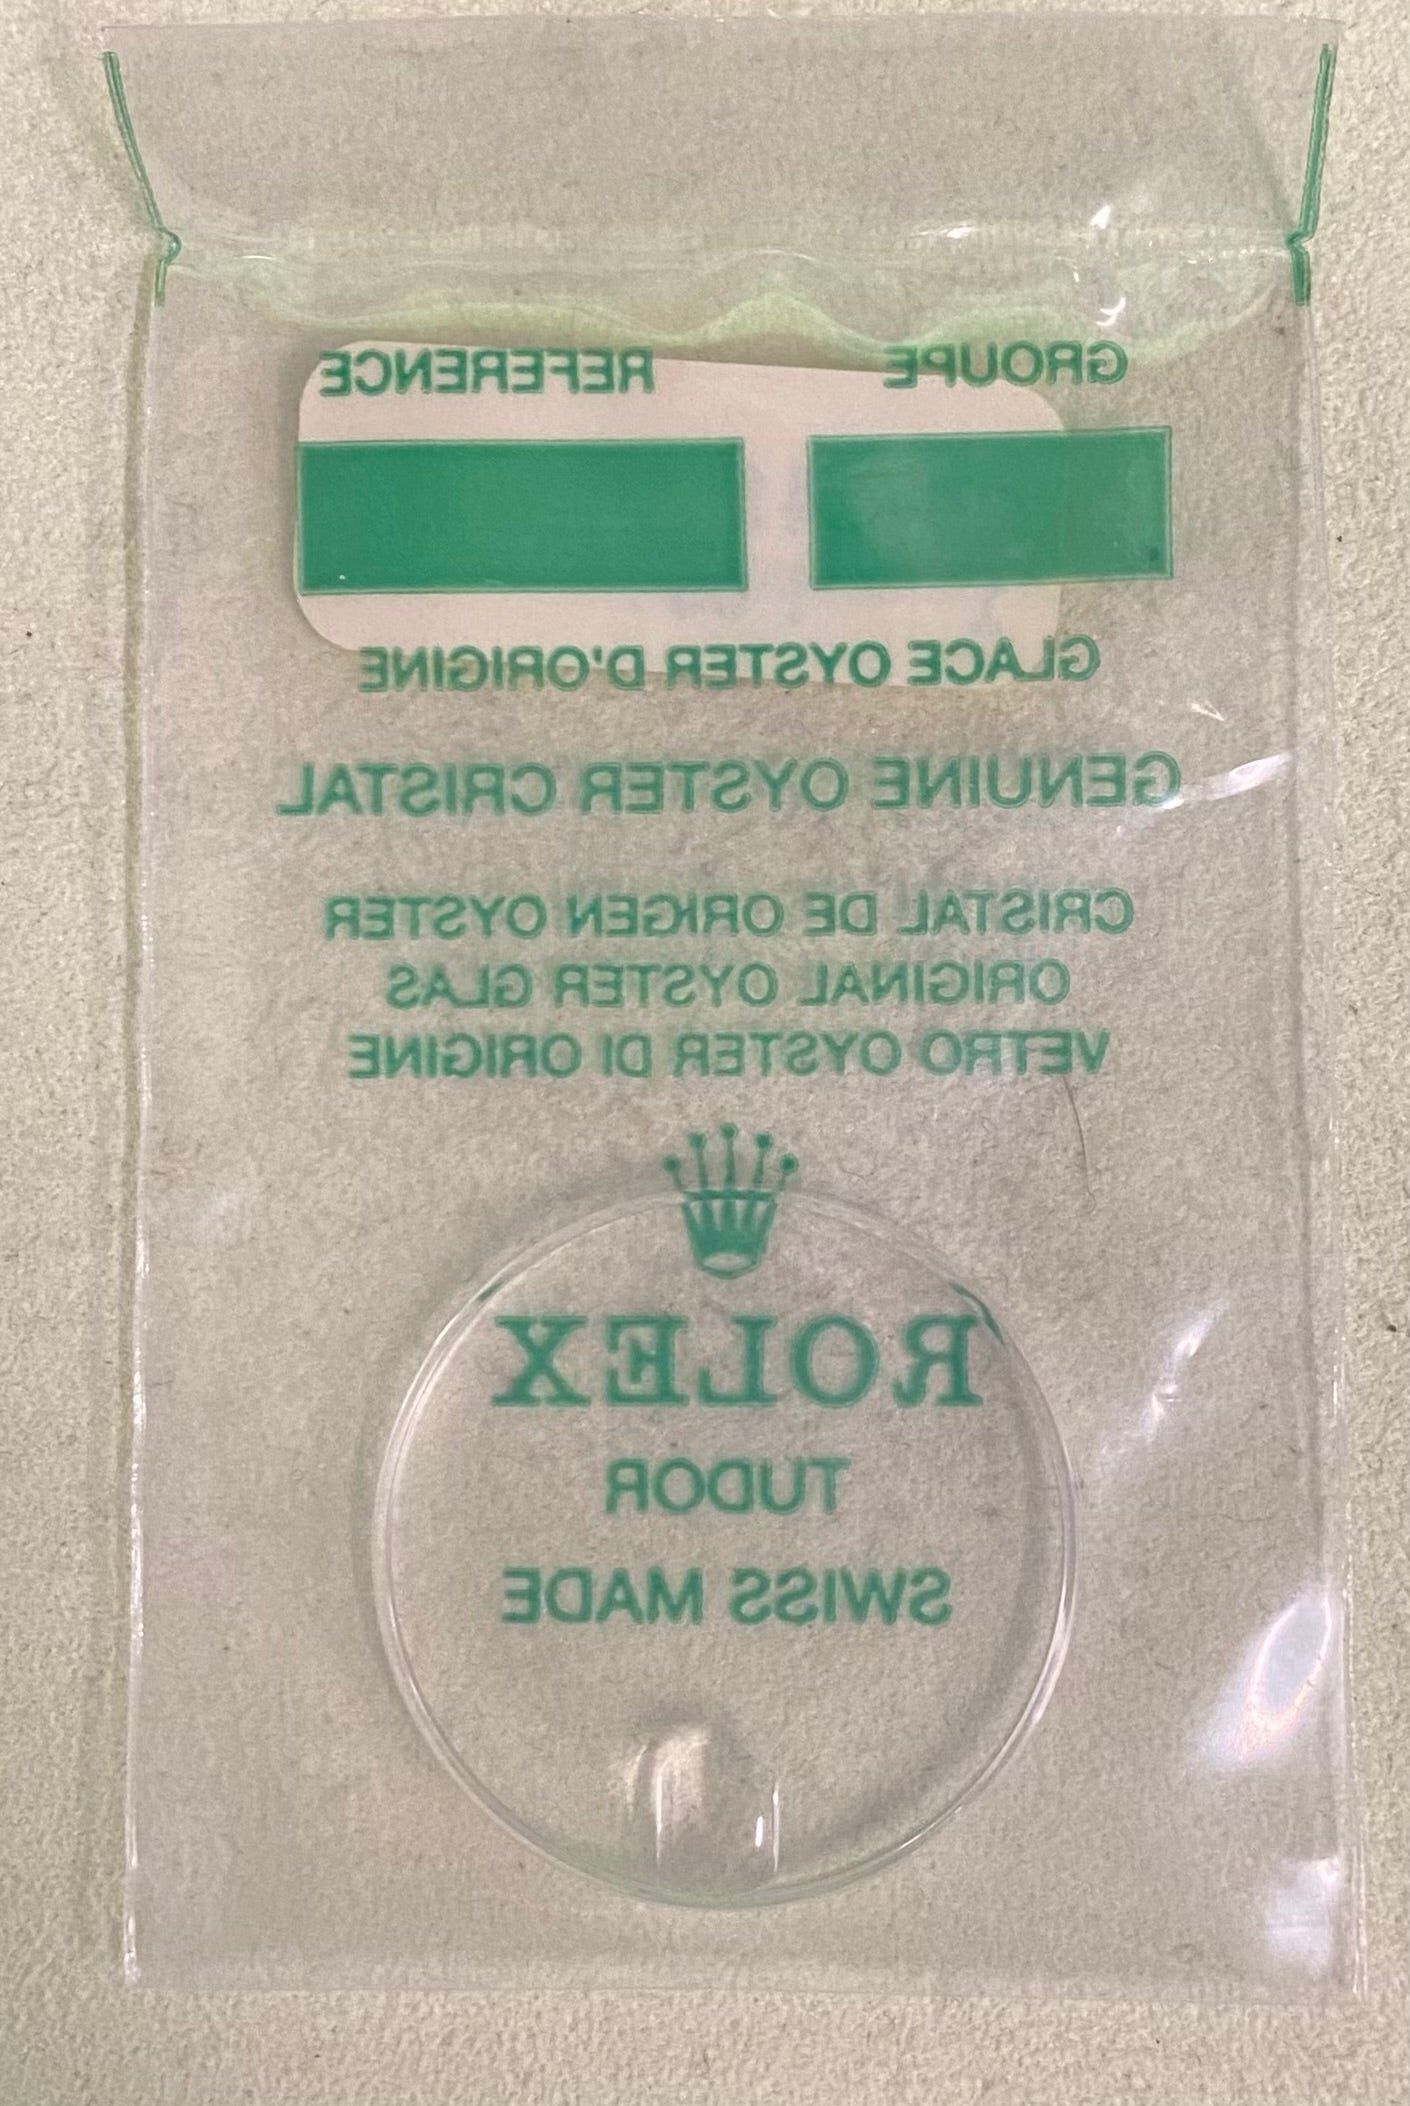 GROUPE REFERENCE
GLACE OYSTER D'ORIGINE
GENUINE OYSTER CRISTAL
CRISTAL DE ORIGEN OYSTER
ORIGINAL OYSTER GLAS
VETRO OYSTER DI ORIGINE
ROLEX
TUDOR
SWISS MADE